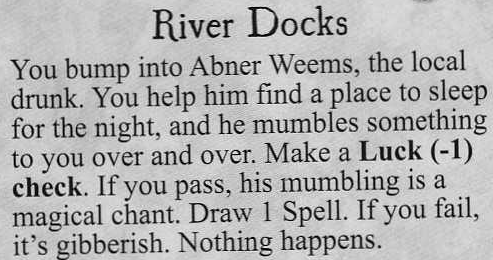 River Docks
You bump into Abner Weems, the local
drunk. You help him find a place to sleep
for the night, and he mumbles something
to you over and over. Make a Luck (-1)
check. If you pass, his mumbling is a
magical chant. Draw 1 Spell. If you fail,
it's gibberish. Nothing happens.